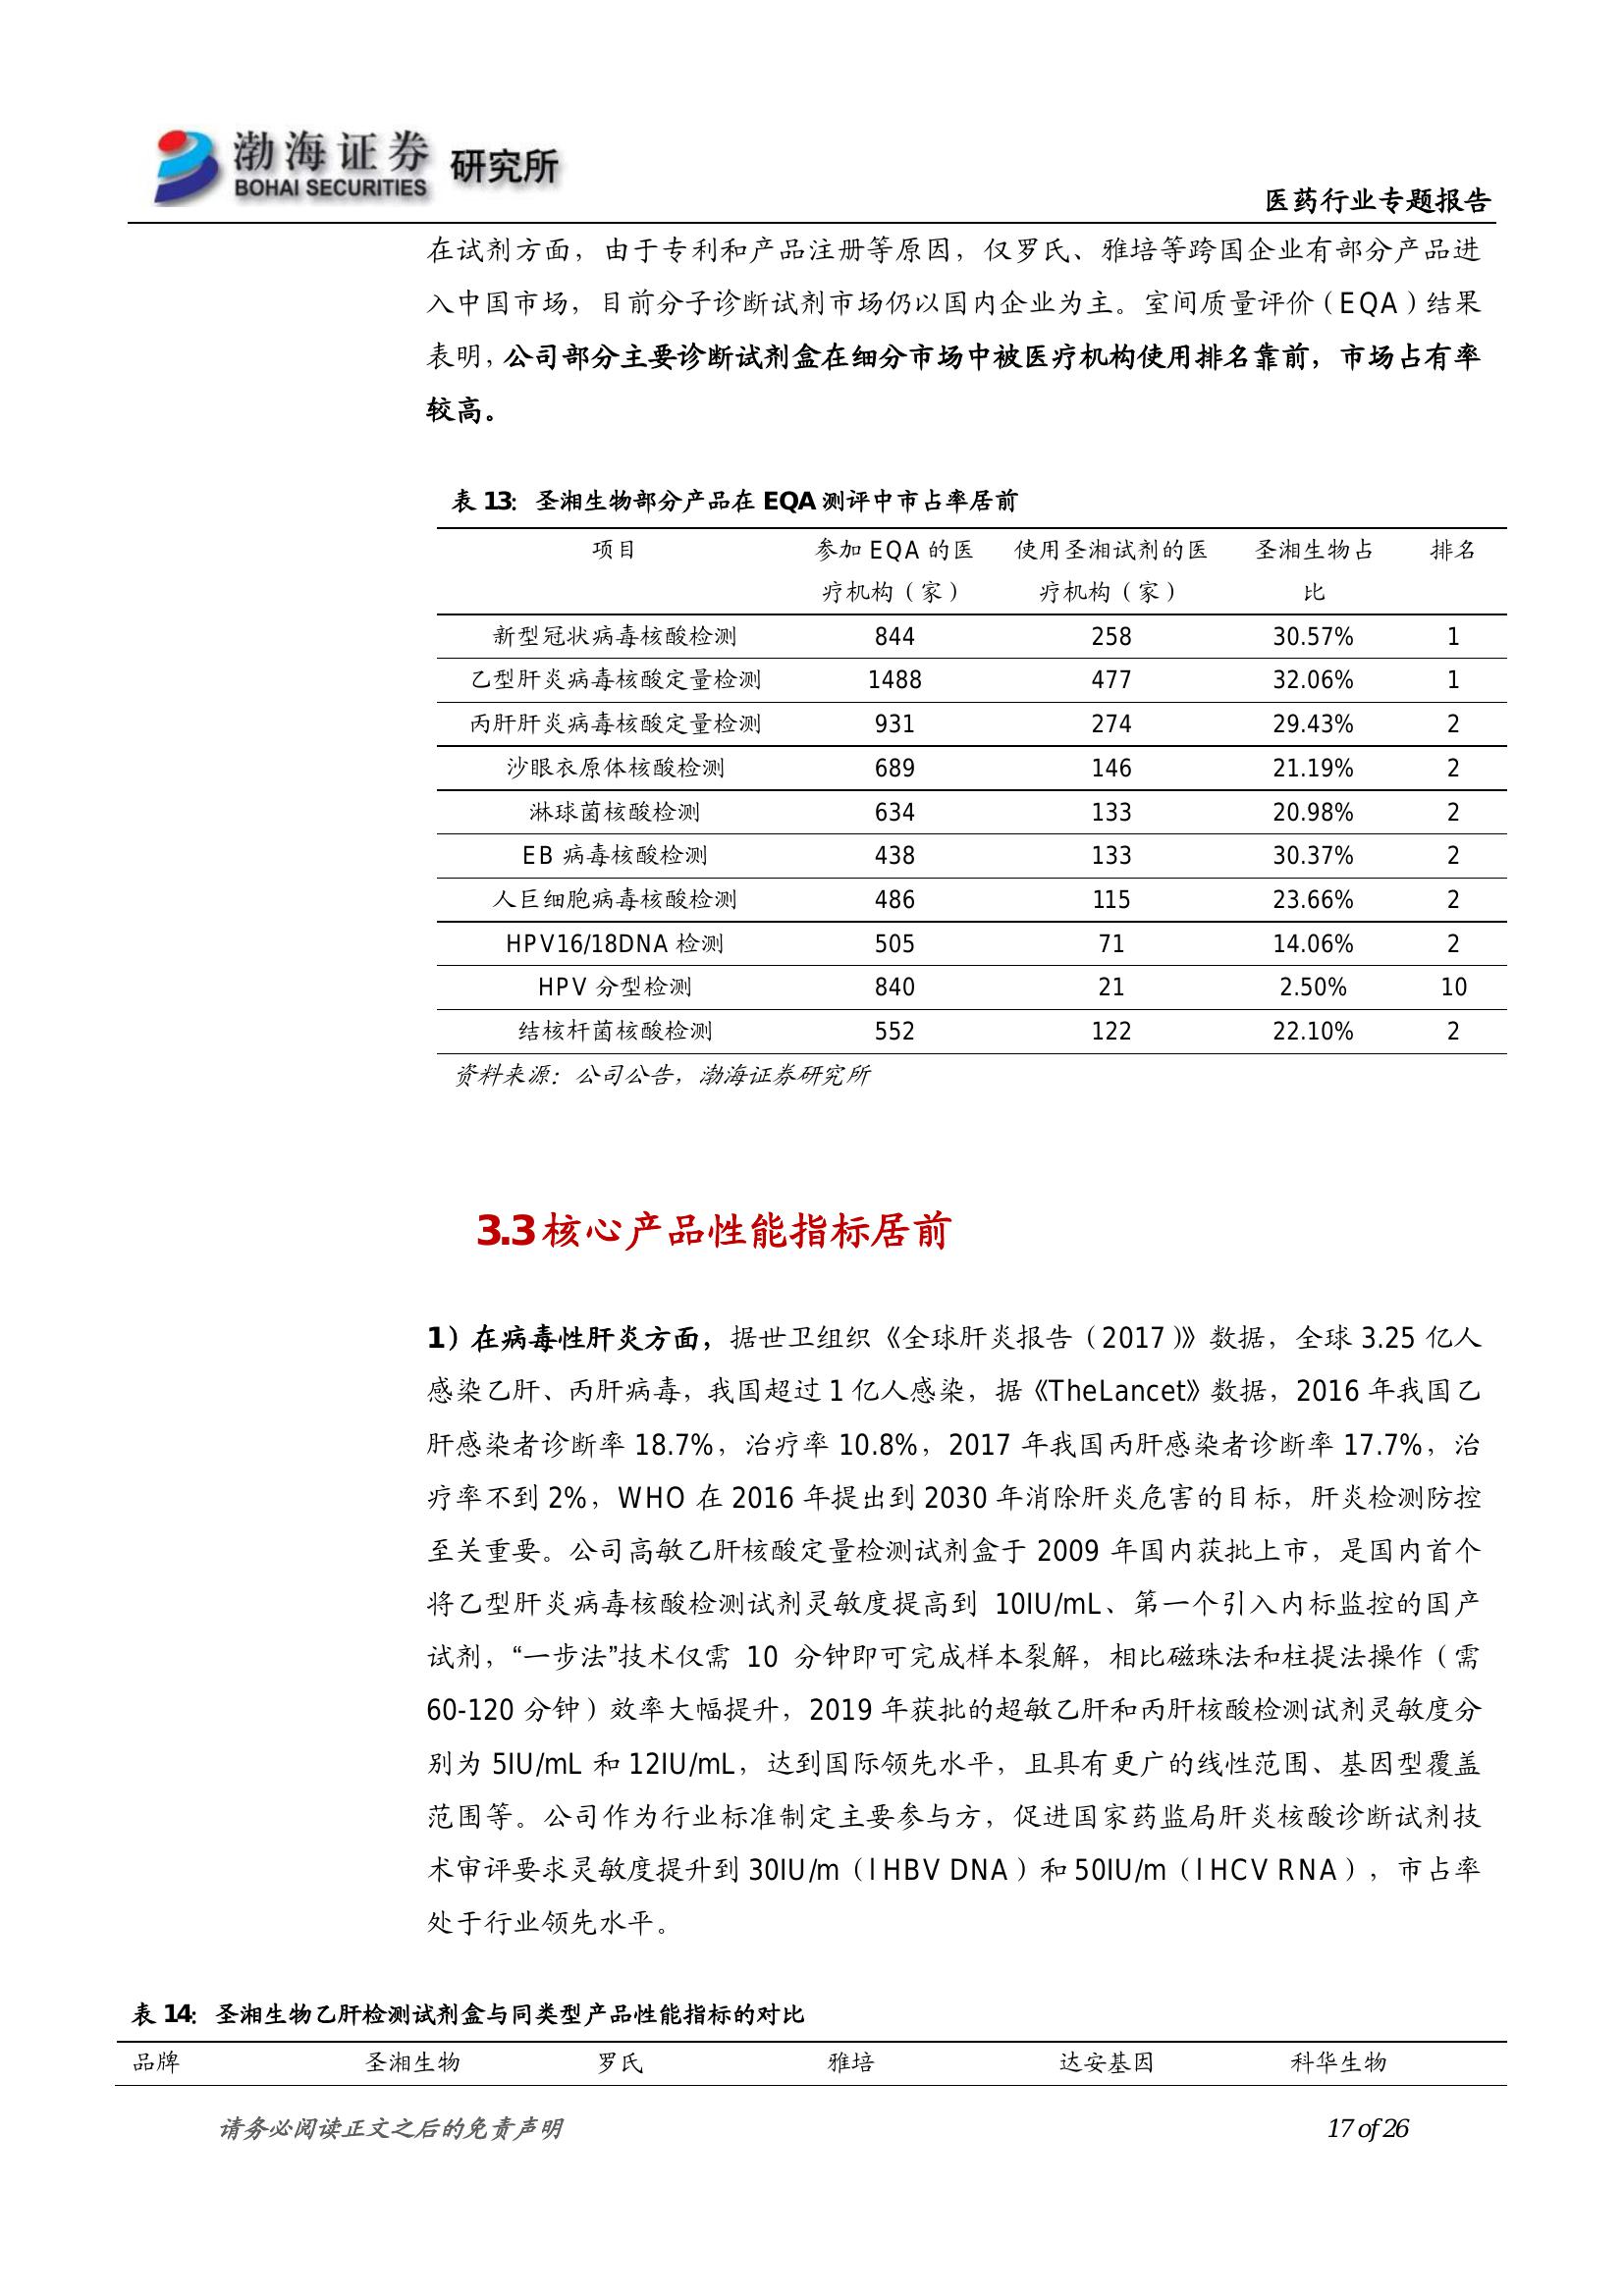 渤海证券 研究所
BOHAI SECURITIES
医药行业专题报告
在试剂方面，由于专利和产品注册等原因，仅罗氏、雅培等跨国企业有部分产品进
入中国市场，目前分子诊断试剂市场仍以国内企业为主。室间质量评价（EQA）结果
表明，公司部分主要诊断试剂盒在细分市场中被医疗机构使用排名靠前，市场占有率
较高。
表 13：圣湘生物部分产品在 EQA 测评中市占率居前
项目 参加 EQA 的医 使用圣湘试剂的医 圣湘生物占 排名
疗机构（家） 疗机构（家） 比
新型冠状病毒核酸检测 844 258 30.57% 1
乙型肝炎病毒核酸定量检测 1488 477 32.06% 1
丙肝肝炎病毒核酸定量检测 931 274 29.43% 2
沙眼衣原体核酸检测 689 146 21.19% 2
淋球菌核酸检测 634 133 20.98% 2
EB 病毒核酸检测 438 133 30.37% 2
人巨细胞病毒核酸检测 486 115 23.66% 2
HPV16/18DNA 检测 505 71 14.06% 2
HPV 分型检测 840 21 2.50% 10
结核杆菌核酸检测 552 122 22.10% 2
资料来源：公司公告，渤海证券研究所
3.3 核心产品性能指标居前
1）在病毒性肝炎方面，据世卫组织《全球肝炎报告（2017）》数据，全球 3.25 亿人
感染乙肝、丙肝病毒，我国超过 1 亿人感染，据《TheLancet》数据，2016 年我国乙
肝感染者诊断率 18.7%，治疗率 10.8%，2017 年我国丙肝感染者诊断率 17.7%，治
疗率不到 2%，WHO 在 2016 年提出到 2030 年消除肝炎危害的目标，肝炎检测防控
至关重要。公司高敏乙肝核酸定量检测试剂盒于 2009 年国内获批上市，是国内首个
将乙型肝炎病毒核酸检测试剂灵敏度提高到 10IU/mL、第一个引入内标监控的国产
试剂，“一步法”技术仅需 10 分钟即可完成样本裂解，相比磁珠法和柱提法操作（需
60-120 分钟）效率大幅提升，2019 年获批的超敏乙肝和丙肝核酸检测试剂灵敏度分
别为 5IU/mL 和 12IU/mL，达到国际领先水平，且具有更广的线性范围、基因型覆盖
范围等。公司作为行业标准制定主要参与方，促进国家药监局肝炎核酸诊断试剂技
术审评要求灵敏度提升到 30IU/m（l HBV DNA）和 50IU/m（l HCV RNA），市占率
处于行业领先水平。
表 14：圣湘生物乙肝检测试剂盒与同类型产品性能指标的对比
品牌 圣湘生物 罗氏 雅培 达安基因 科华生物
请务必阅读正文之后的免责声明 17 of 26